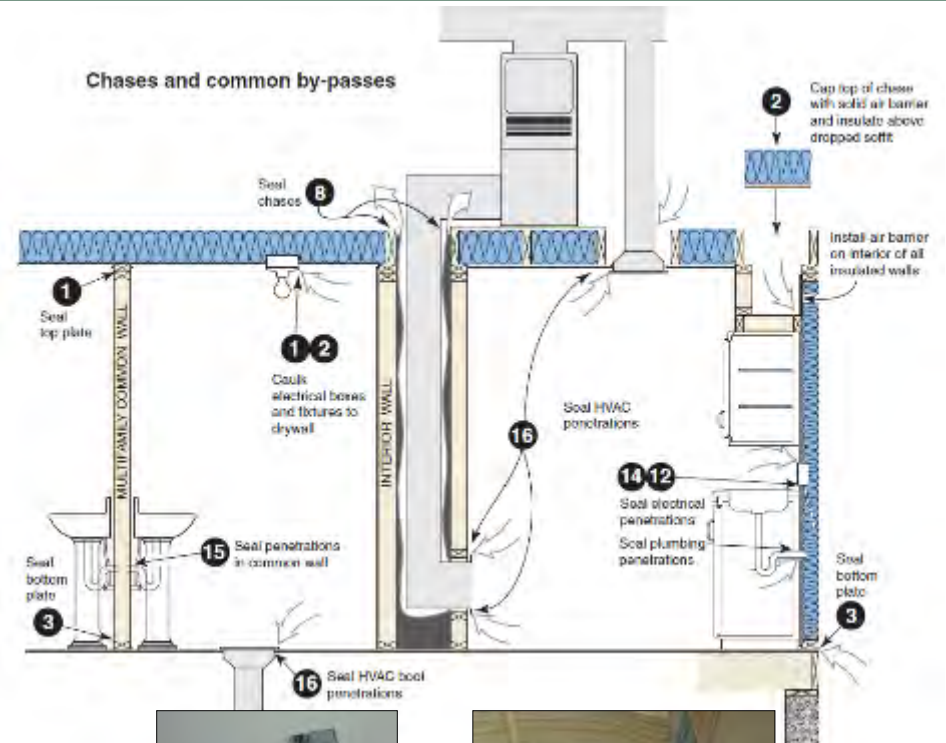 Chases and common by-passes
2
Cap top of chase
with solid air barrier
and insulate above
dropped soffit
Seal
chases
8
Install air barrier
on interior of all
insulated walls
1
Seal
top plate
MULTIFAMILY COMMON WALL
1 2
Caulk
electrical boxes
and fixtures to
drywall
INTERIOR WALL
Seal HVAC
penetrations
16
14 12
Seal electrical
penetrations
Seal plumbing
penetrations
15
Seal penetrations
in common wall
Seal
bottom
plate
3
Seal
bottom
plate
3
16
Seal HVAC boot
penetrations